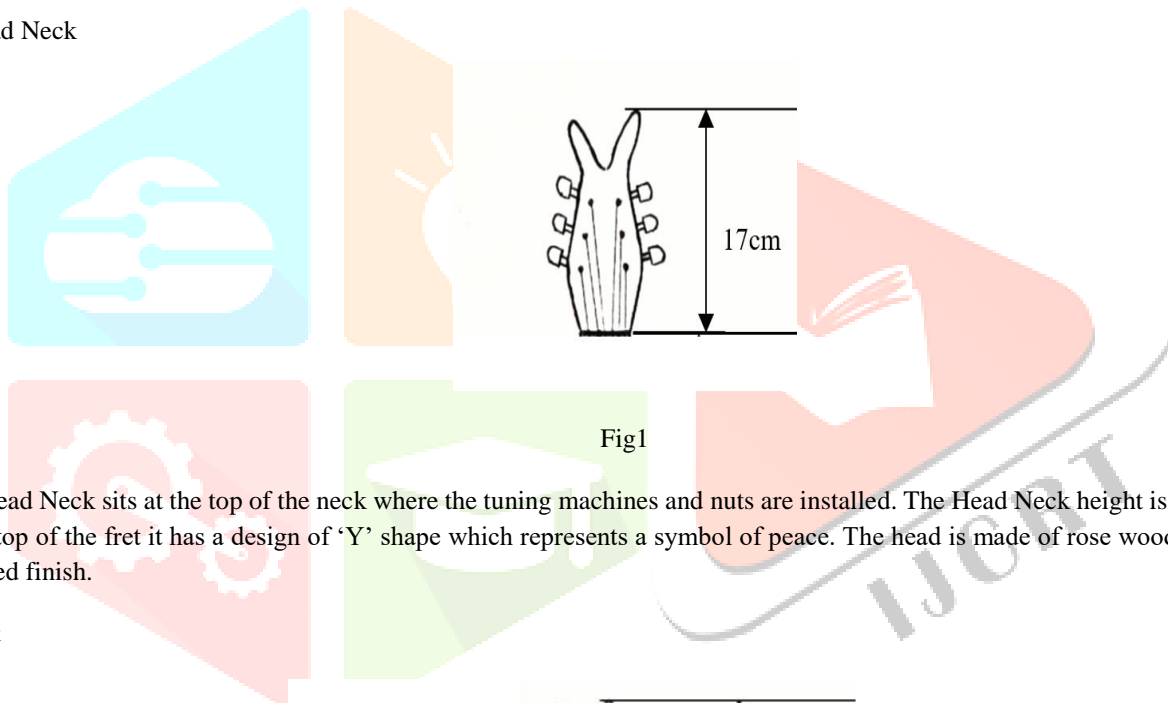 ad Neck
17cm
Fig1
ead Neck sits at the top of the neck where the tuning machines and nuts are installed. The Head Neck height is
top of the fret it has a design of ‘Y’ shape which represents a symbol of peace. The head is made of rose wood
ed finish.
IJCRT